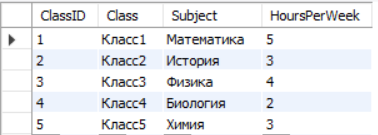 ClassID Class Subject HoursPerWeek
1 Класс1 Математика 5
2 Класс2 История 3
3 Класс3 Физика 4
4 Класс4 Биология 2
5 Класс5 Химия 3